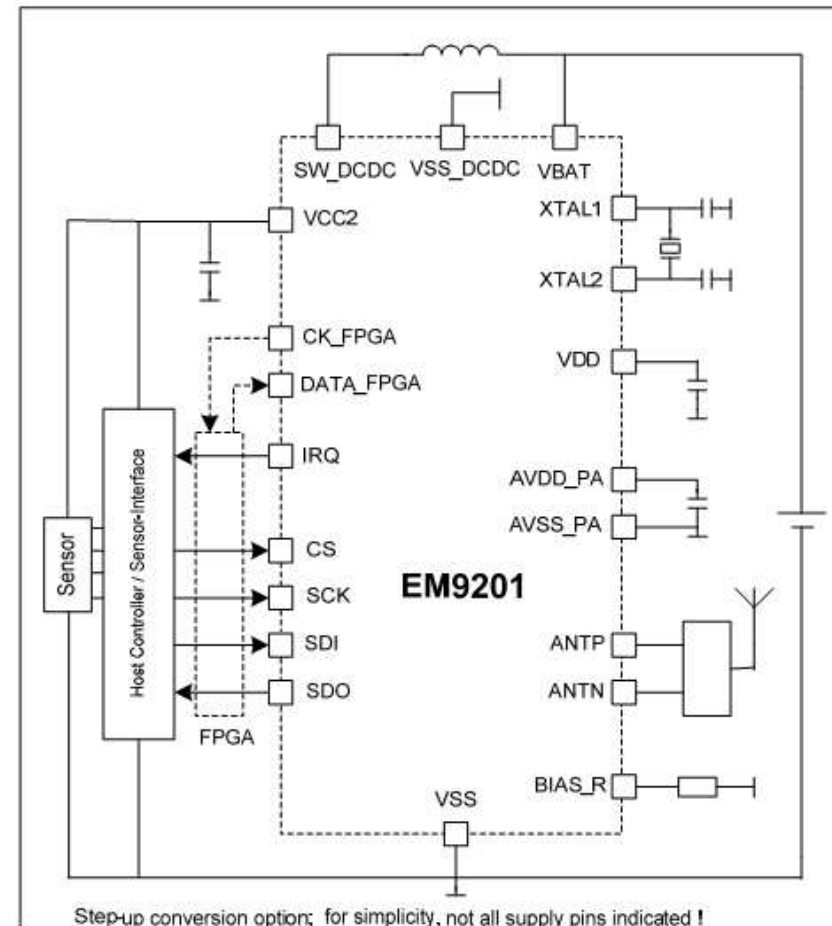 SW_DCDC VSS_DCDC VBAT
VCC2
XTAL1
XTAL2
CK_FPGA
VDD
DATA_FPGA
IRQ
AVDD_PA
AVSS_PA
Sensor
Host Controller / Sensor-Interface
CS
EM9201
SCK
SDI
ANTP
SDO
ANTN
FPGA
BIAS_R
VSS
Step-up conversion option; for simplicity, not all supply pins indicated !